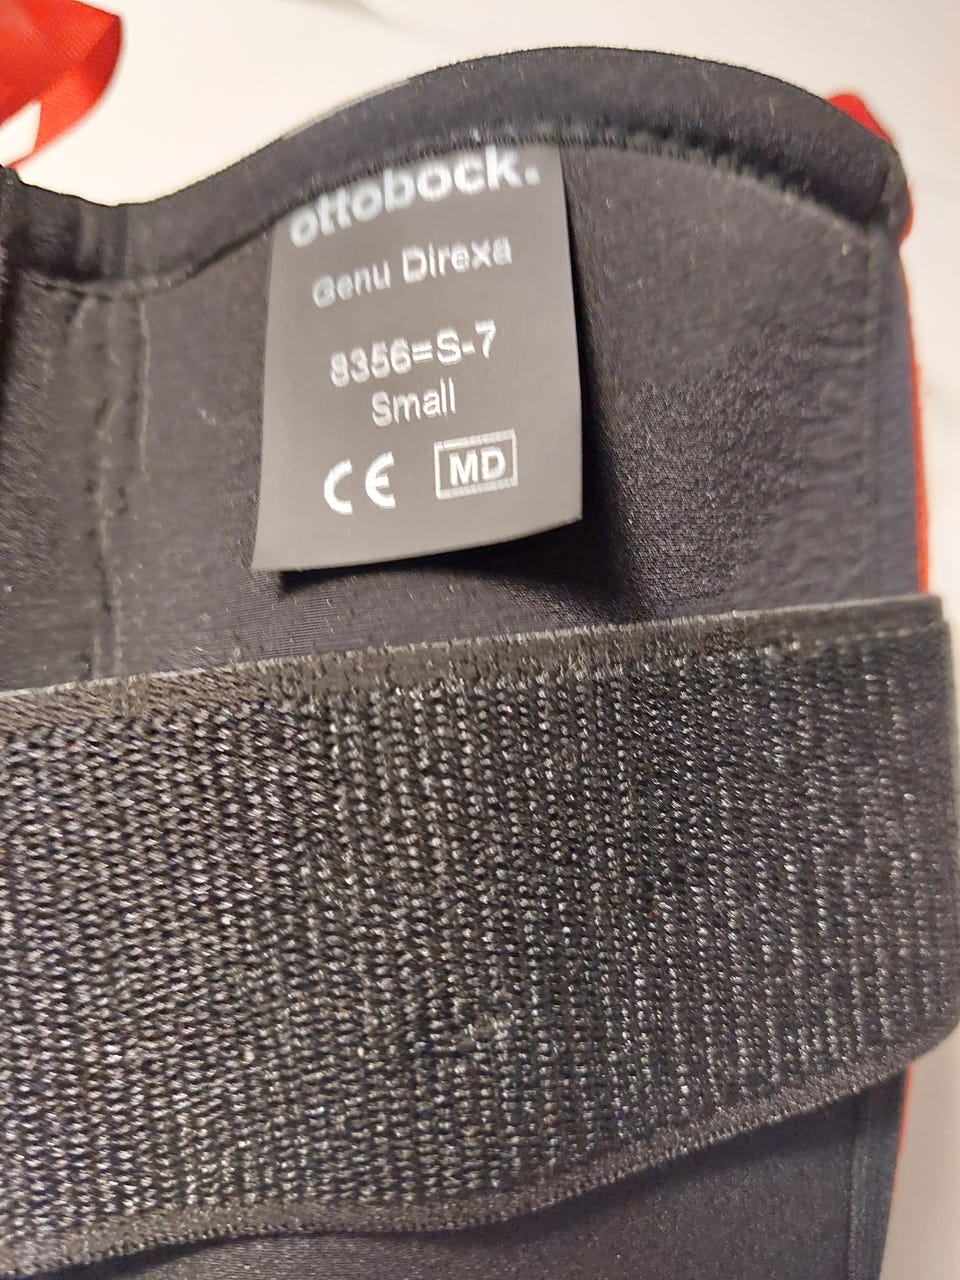 ottobock.
Genu Direxa
8356=S-7
Small
CE MD